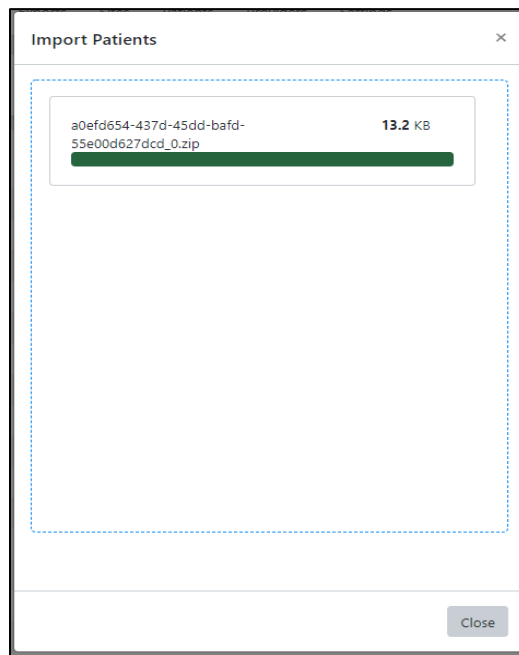 Import Patients
×
a0efd654-437d-45dd-bafd- 13.2 KB
55e00d627dcd_0.zip
Close